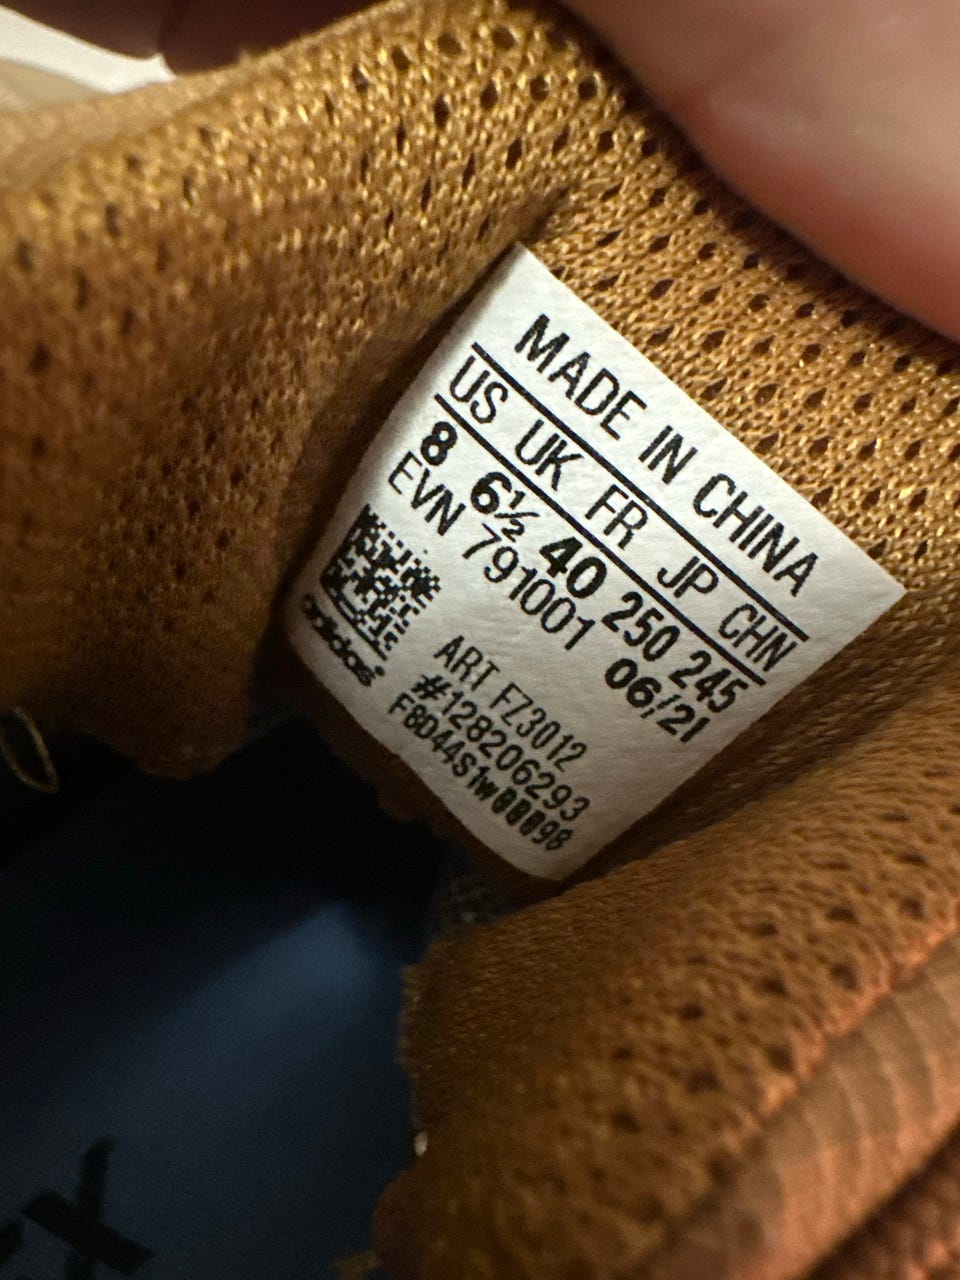 MADE IN CHINA
US UK FR JP CHN
8 6½ 40 250 245
EVN 791001 06/21
adidas
ART FZ3012
#128206293